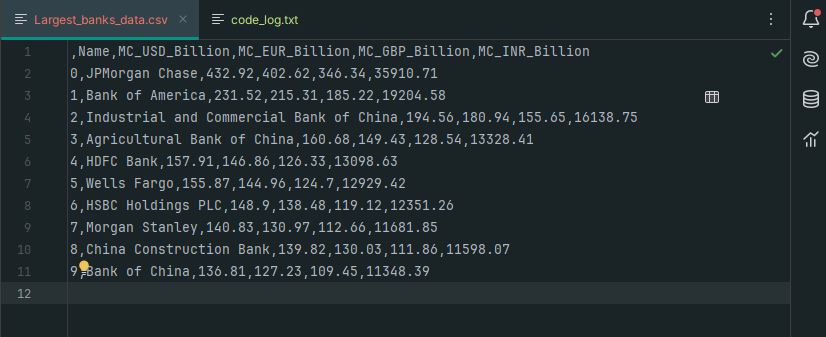 Largest_banks_data.csv × code_log.txt
1 ,Name,MC_USD_Billion,MC_EUR_Billion,MC_GBP_Billion,MC_INR_Billion
2 0,JPMorgan Chase,432.92,402.62,346.34,35910.71
3 1,Bank of America,231.52,215.31,185.22,19204.58
4 2,Industrial and Commercial Bank of China,194.56,180.94,155.65,16138.75
5 3,Agricultural Bank of China,160.68,149.43,128.54,13328.41
6 4,HDFC Bank,157.91,146.86,126.33,13098.63
7 5,Wells Fargo,155.87,144.96,124.7,12929.42
8 6,HSBC Holdings PLC,148.9,138.48,119.12,12351.26
9 7,Morgan Stanley,140.83,130.97,112.66,11681.85
10 8,China Construction Bank,139.82,130.03,111.86,11598.07
11 9,Bank of China,136.81,127.23,109.45,11348.39
12